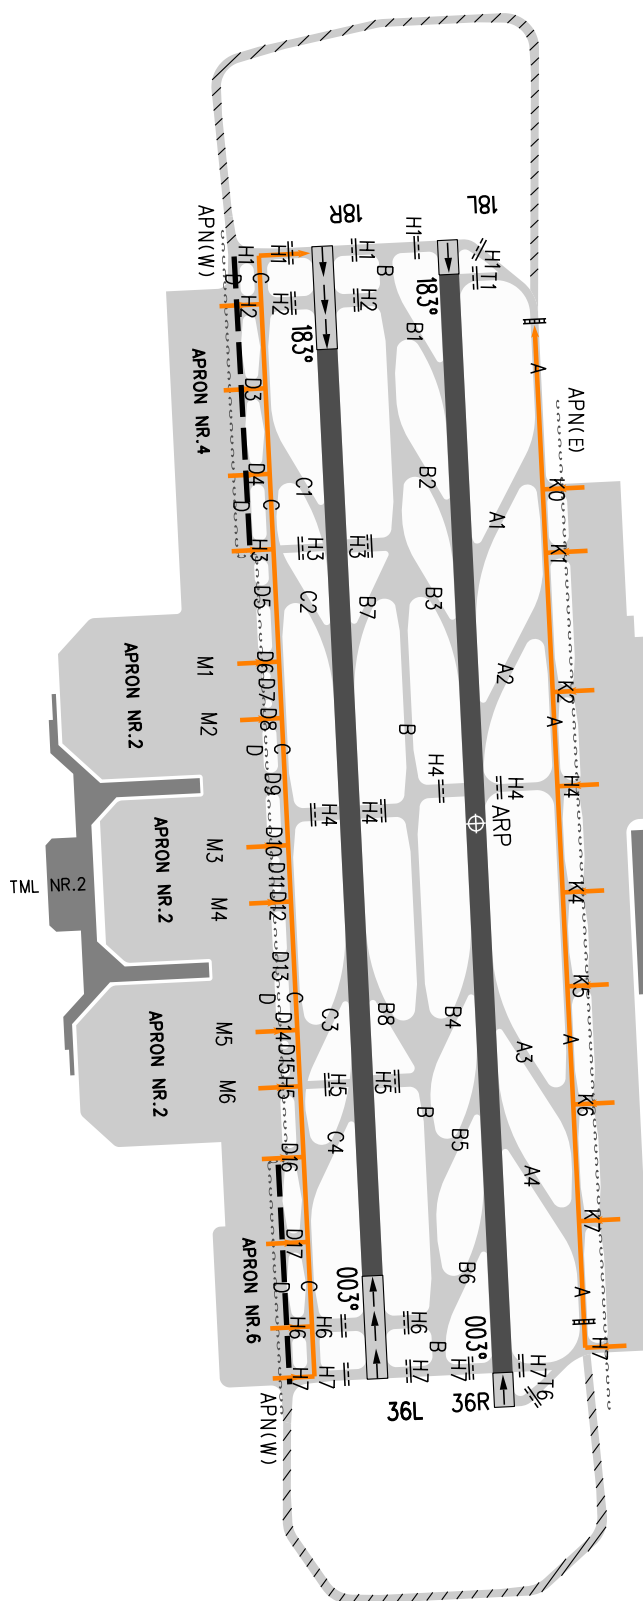 18R
18L
APN(W)
H1
H1
H1
H1
H1
T1
C
D
B
H2
H2
H2
183°
183°
B1
A
APN(E)
APRON NR.4
D3
D4
C
D
C1
B2
K0
A1
K1
H3
H3
H3
D5
C2
B7
B3
APRON NR.2
M1
D6
D7
A2
K2
M2
D8
C
D
B
A
D9
H4
H4
H4
H4
H4
ARP
APRON NR.2
M3
D10
D11
TML NR.2
M4
D12
K4
D13
C
D
K5
APRON NR.2
M5
D14
C3
B8
B4
A3
A
D15
M6
H5
H5
H5
B
K6
D16
C4
B5
A4
APRON NR.6
D17
K7
C
D
003°
B6
A
H6
H6
H6
B
003°
H7
H7
H7
H7
H7
H7
T6
APN(W)
36L
36R